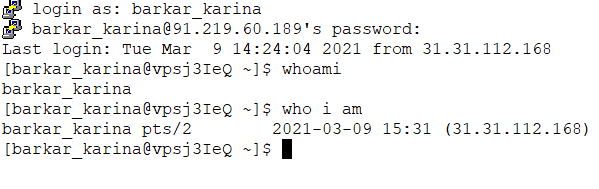 login as: barkar_karina
barkar_karina@91.219.60.189's password:
Last login: Tue Mar  9 14:24:04 2021 from 31.31.112.168
[barkar_karina@vpsj3IeQ ~]$ whoami
barkar_karina
[barkar_karina@vpsj3IeQ ~]$ who i am
barkar_karina pts/2        2021-03-09 15:31 (31.31.112.168)
[barkar_karina@vpsj3IeQ ~]$